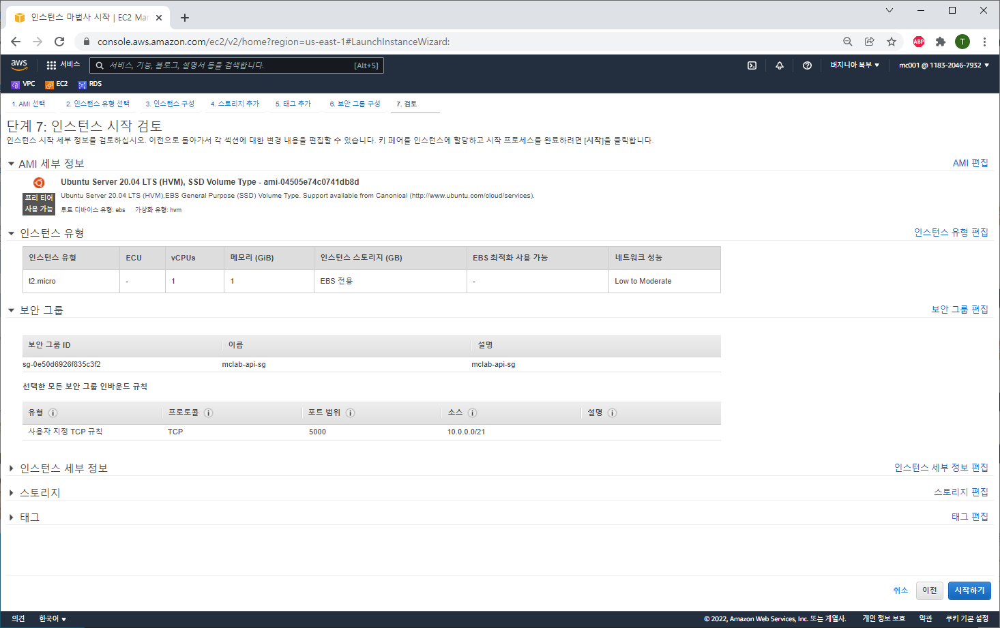 인스턴스 마법사 시작 | EC2 Mar
console.aws.amazon.com/ec2/v2/home?region=us-east-1#LaunchInstanceWizard:
ABP
T
aws
서비스
서비스, 기능, 블로그, 설명서 등을 검색합니다.
[Alt+S]
버지니아 북부
mc001 @ 1183-2046-7932
VPC
EC2
RDS
1. AMI 선택
2. 인스턴스 유형 선택
3. 인스턴스 구성
4. 스토리지 추가
5. 태그 추가
6. 보안 그룹 구성
7. 검토
단계 7: 인스턴스 시작 검토
인스턴스 시작 세부 정보를 검토하십시오. 이전으로 돌아가서 각 섹션에 대한 변경 내용을 편집할 수 있습니다. 키 페어를 인스턴스에 할당하고 시작 프로세스를 완료하려면 [시작]을 클릭합니다.
AMI 세부 정보
AMI 편집
Ubuntu Server 20.04 LTS (HVM), SSD Volume Type - ami-04505e74c0741db8d
프리 티어
사용 가능
Ubuntu Server 20.04 LTS (HVM),EBS General Purpose (SSD) Volume Type. Support available from Canonical (http://www.ubuntu.com/cloud/services).
루트 디바이스 유형: ebs 가상화 유형: hvm
인스턴스 유형
인스턴스 유형 편집
인스턴스 유형 ECU vCPUs 메모리 (GiB) 인스턴스 스토리지 (GB) EBS 최적화 사용 가능 네트워크 성능
t2.micro - 1 1 EBS 전용 - Low to Moderate
보안 그룹
보안 그룹 편집
보안 그룹 ID 이름 설명
sg-0e50d6926f835c3f2 mclab-api-sg mclab-api-sg
선택한 모든 보안 그룹 인바운드 규칙
유형 프로토콜 포트 범위 소스 설명
사용자 지정 TCP 규칙 TCP 5000 10.0.0.0/21
인스턴스 세부 정보
인스턴스 세부 정보 편집
스토리지
스토리지 편집
태그
태그 편집
취소
이전
시작하기
의견
한국어
© 2022, Amazon Web Services, Inc. 또는 계열사.
개인 정보 보호
약관
쿠키 기본 설정